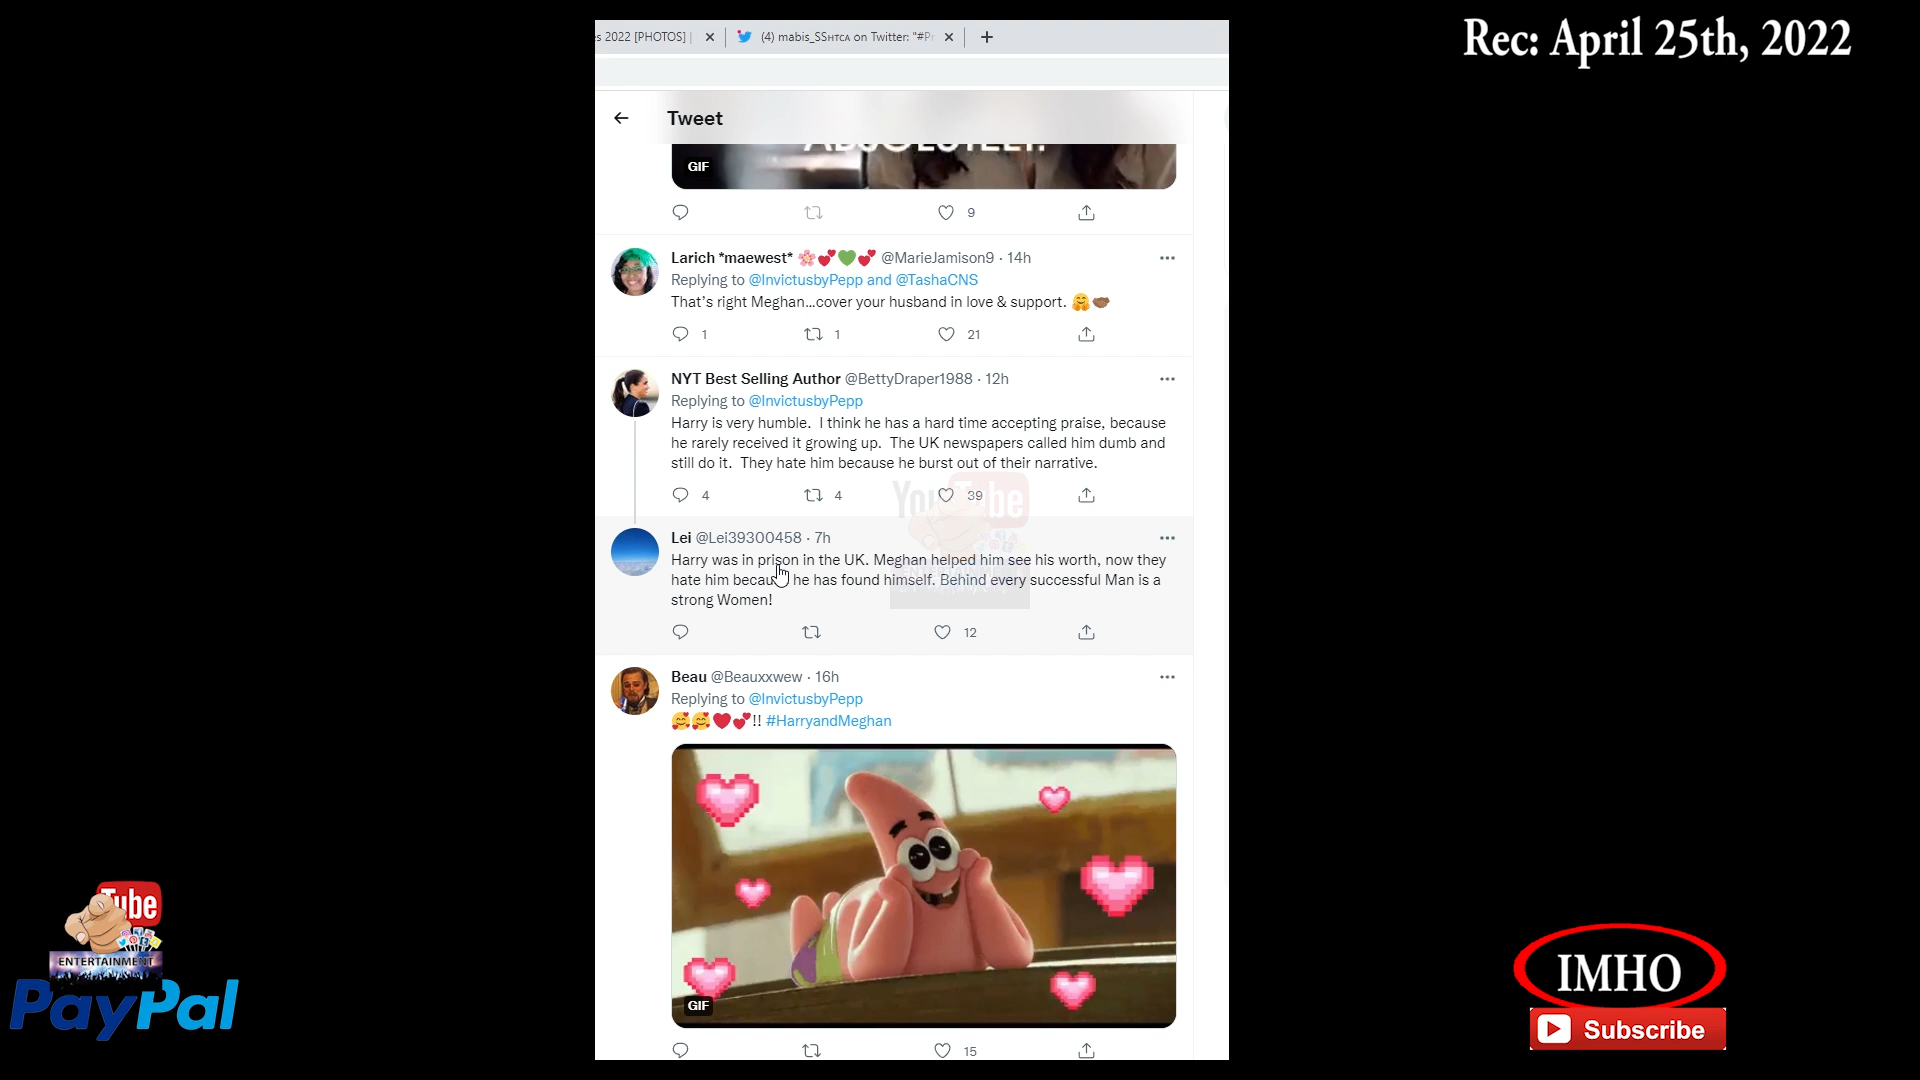 Rec: April 25th, 2022
s 2022 [PHOTOS] |
(4) mabis_SSHTCA on Twitter: "#Pr
Tweet
ABSOLUTELY!
GIF
9
Larich *maewest* 🌸💕💚💕 @MarieJamison9 · 14h
Replying to @InvictusbyPepp and @TashaCNS
That's right Meghan...cover your husband in love & support. 🤗🤝🏾
1 1 21
NYT Best Selling Author @BettyDraper1988 · 12h
Replying to @InvictusbyPepp
Harry is very humble. I think he has a hard time accepting praise, because
he rarely received it growing up. The UK newspapers called him dumb and
still do it. They hate him because he burst out of their narrative.
4 4 39
YouTube
Lei @Lei39300458 · 7h
Harry was in prison in the UK. Meghan helped him see his worth, now they
hate him because he has found himself. Behind every successful Man is a
strong Women!
12
Beau @Beauxxwew · 16h
Replying to @InvictusbyPepp
🥰🥰❤️💕!! #HarryandMeghan
GIF
15
Tube
ENTERTAINMENT
PayPal
IMHO
Subscribe